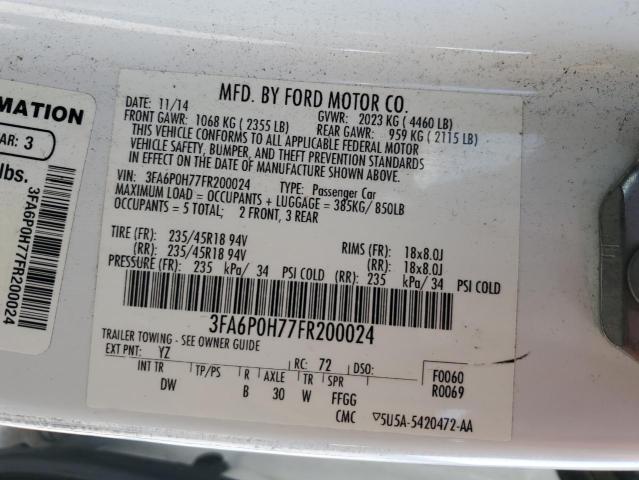 MFD. BY FORD MOTOR CO.
11/14
GVWR: 2023 KG ( 4460 LB)
FRONT GAWR: 1068 KG ( 2355 LB)
REAR GAWR: 959 KG ( 2115 LB)
THIS VEHICLE CONFORMS TO ALL APPLICABLE FEDERAL MOTOR
VEHICLE SAFETY, BUMPER, AND THEFT PREVENTION STANDARDS
IN EFFECT ON THE DATE OF MANUFACTURE SHOWN ABOVE.
VIN: 3FA6P0H77FR200024 TYPE: Passenger Car
MAXIMUM LOAD = OCCUPANTS + LUGGAGE = 385KG/ 850LB
OCCUPANTS = 5 TOTAL; 2 FRONT, 3 REAR
TIRE (FR): 235/45R18 94V RIMS (FR): 18x8.0J
(RR): 235/45R18 94V (RR): 18x8.0J
PRESSURE (FR): 235 kPa/ 34 PSI COLD (RR): 235 kPa/ 34 PSI COLD
3FA6P0H77FR200024
TRAILER TOWING - SEE OWNER GUIDE
EXT PNT: YZ RC: 72 DSO: F0060
INT TR TP/PS R AXLE TR SPR R0069
DW B 30 W FFGG
CMC ▽5U5A-5420472-AA
RMATION
AR: 3
lbs.
3FA6P0H77FR200024